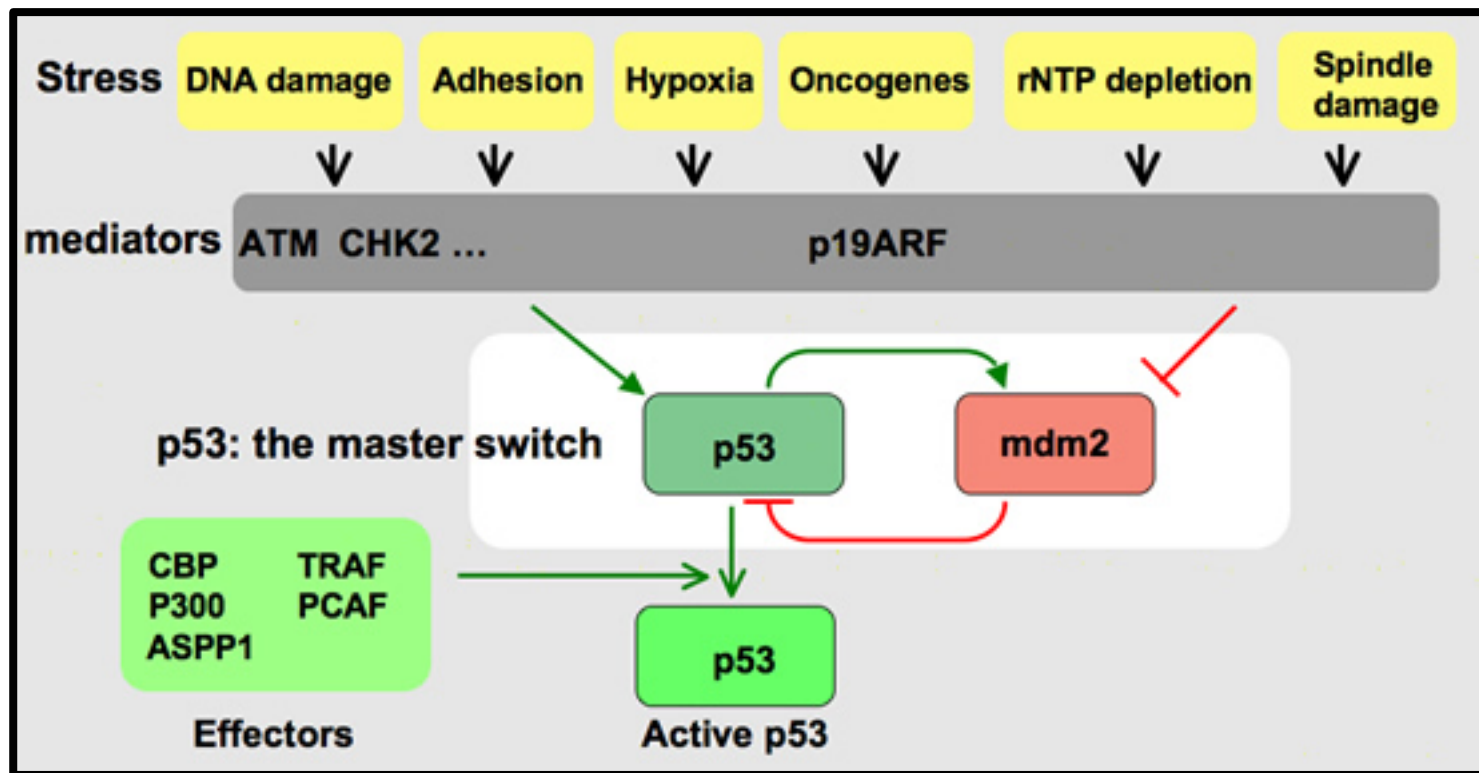 Stress
DNA damage
Adhesion
Hypoxia
Oncogenes
rNTP depletion
Spindle
damage
mediators
ATM CHK2 ...
p19ARF
p53: the master switch
p53
mdm2
CBP TRAF
P300 PCAF
ASPP1
p53
Effectors
Active p53